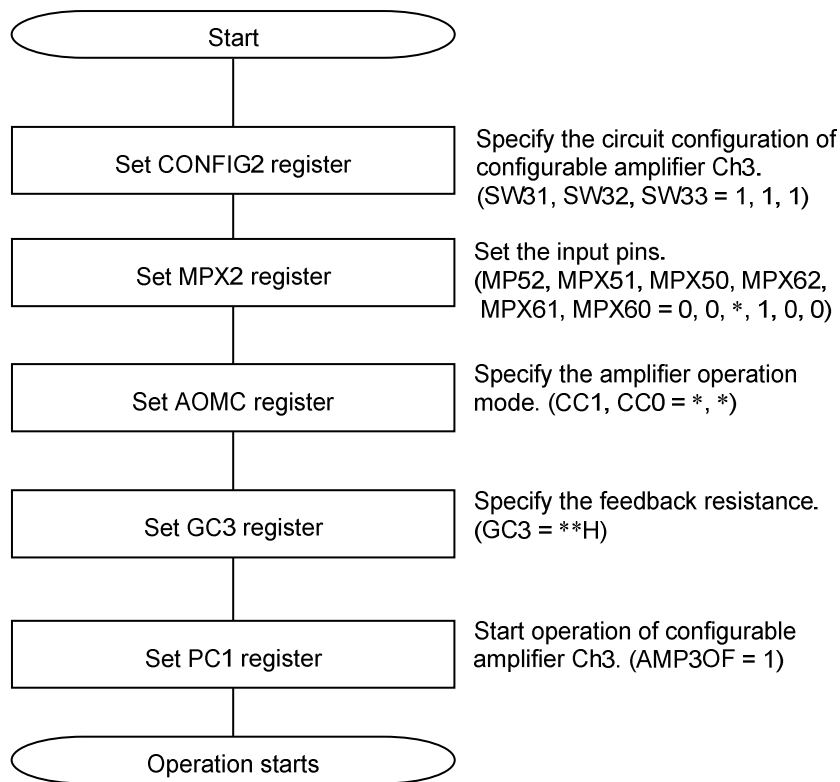 Start
Set CONFIG2 register
Specify the circuit configuration of
configurable amplifier Ch3.
(SW31, SW32, SW33 = 1, 1, 1)
Set MPX2 register
Set the input pins.
(MP52, MPX51, MPX50, MPX62,
MPX61, MPX60 = 0, 0, *, 1, 0, 0)
Set AOMC register
Specify the amplifier operation
mode. (CC1, CC0 = *, *)
Set GC3 register
Specify the feedback resistance.
(GC3 = **H)
Set PC1 register
Start operation of configurable
amplifier Ch3. (AMP3OF = 1)
Operation starts